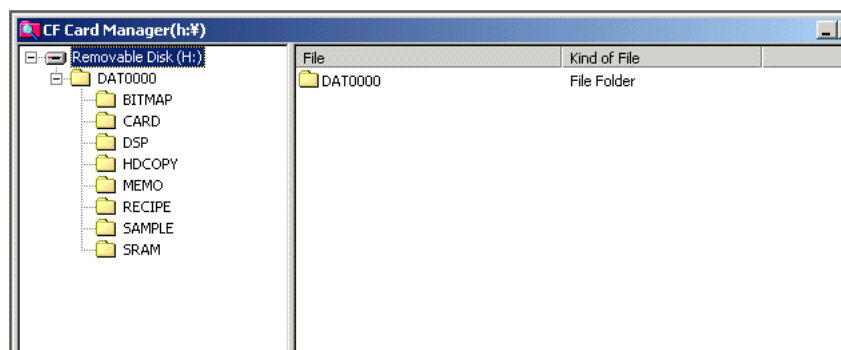 CF Card Manager(h:¥)
Removable Disk (H:)
DAT0000
BITMAP
CARD
DSP
HDCOPY
MEMO
RECIPE
SAMPLE
SRAM
File Kind of File
DAT0000 File Folder